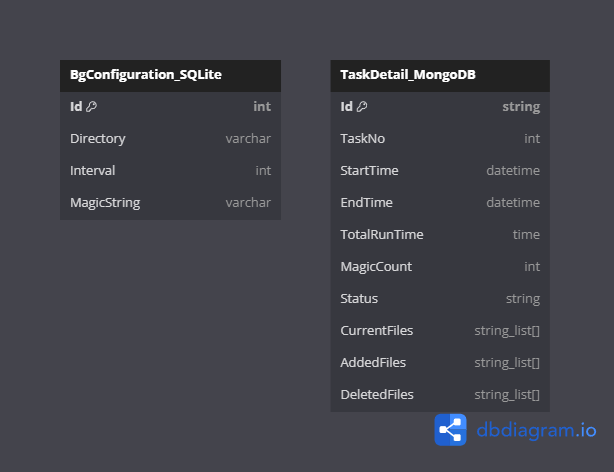 BgConfiguration_SQLite
Id int
Directory varchar
Interval int
MagicString varchar
TaskDetail_MongoDB
Id string
TaskNo int
StartTime datetime
EndTime datetime
TotalRunTime time
MagicCount int
Status string
CurrentFiles string_list[]
AddedFiles string_list[]
DeletedFiles string_list[]
dbdiagram.io